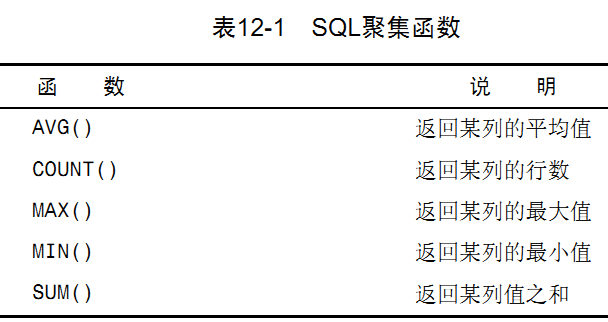 表12-1 SQL聚集函数
函 数 说 明
AVG() 返回某列的平均值
COUNT() 返回某列的行数
MAX() 返回某列的最大值
MIN() 返回某列的最小值
SUM() 返回某列值之和